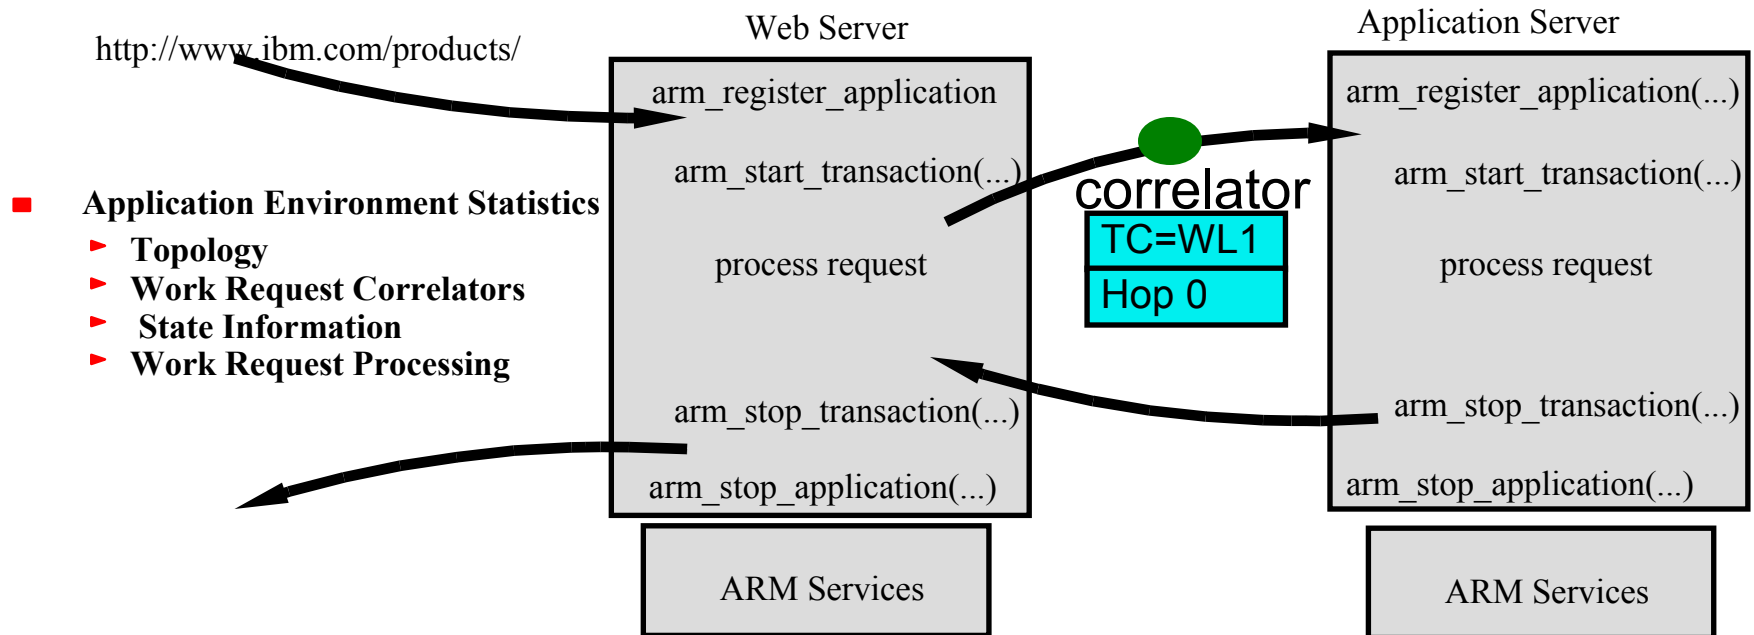 http://www.ibm.com/products/
Web Server
Application Server
arm_register_application
arm_start_transaction(...)
process request
arm_stop_transaction(...)
arm_stop_application(...)
ARM Services
correlator
TC=WL1
Hop 0
arm_register_application(...)
arm_start_transaction(...)
process request
arm_stop_transaction(...)
arm_stop_application(...)
ARM Services
Application Environment Statistics
Topology
Work Request Correlators
State Information
Work Request Processing